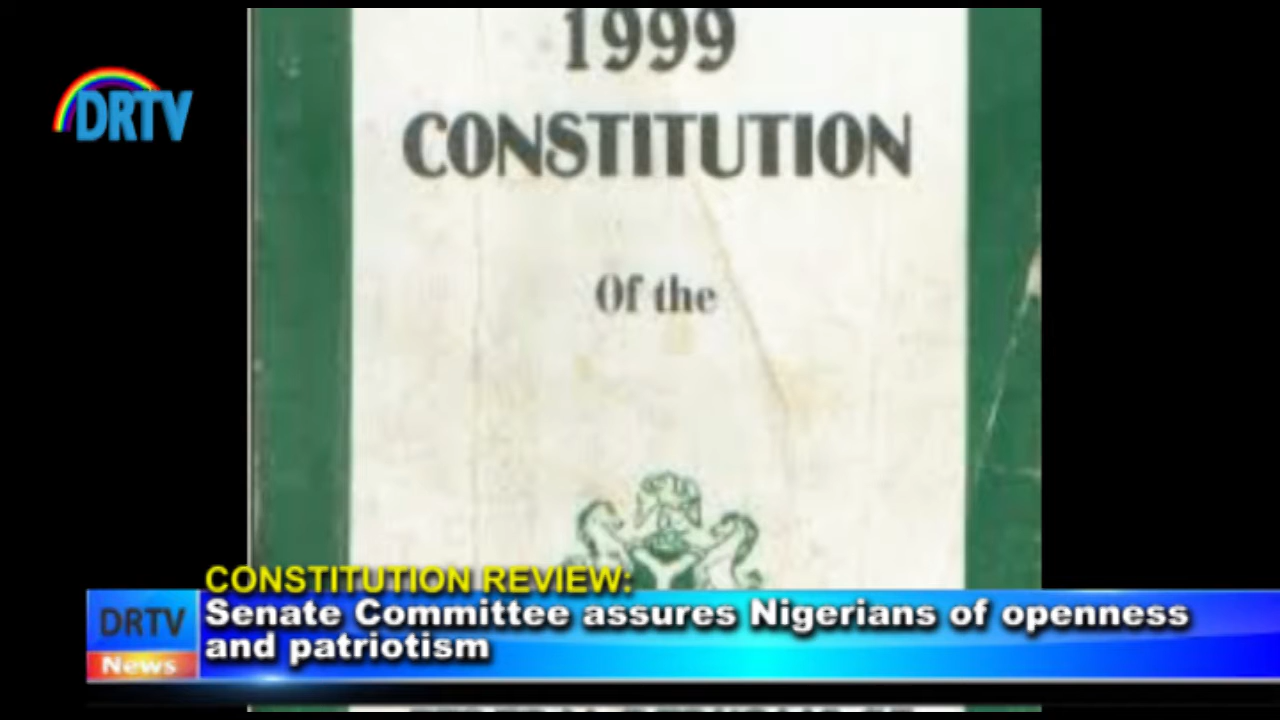 DRTV
1999
CONSTITUTION
Of the
CONSTITUTION REVIEW:
DRTV
News
Senate Committee assures Nigerians of openness
and patriotism